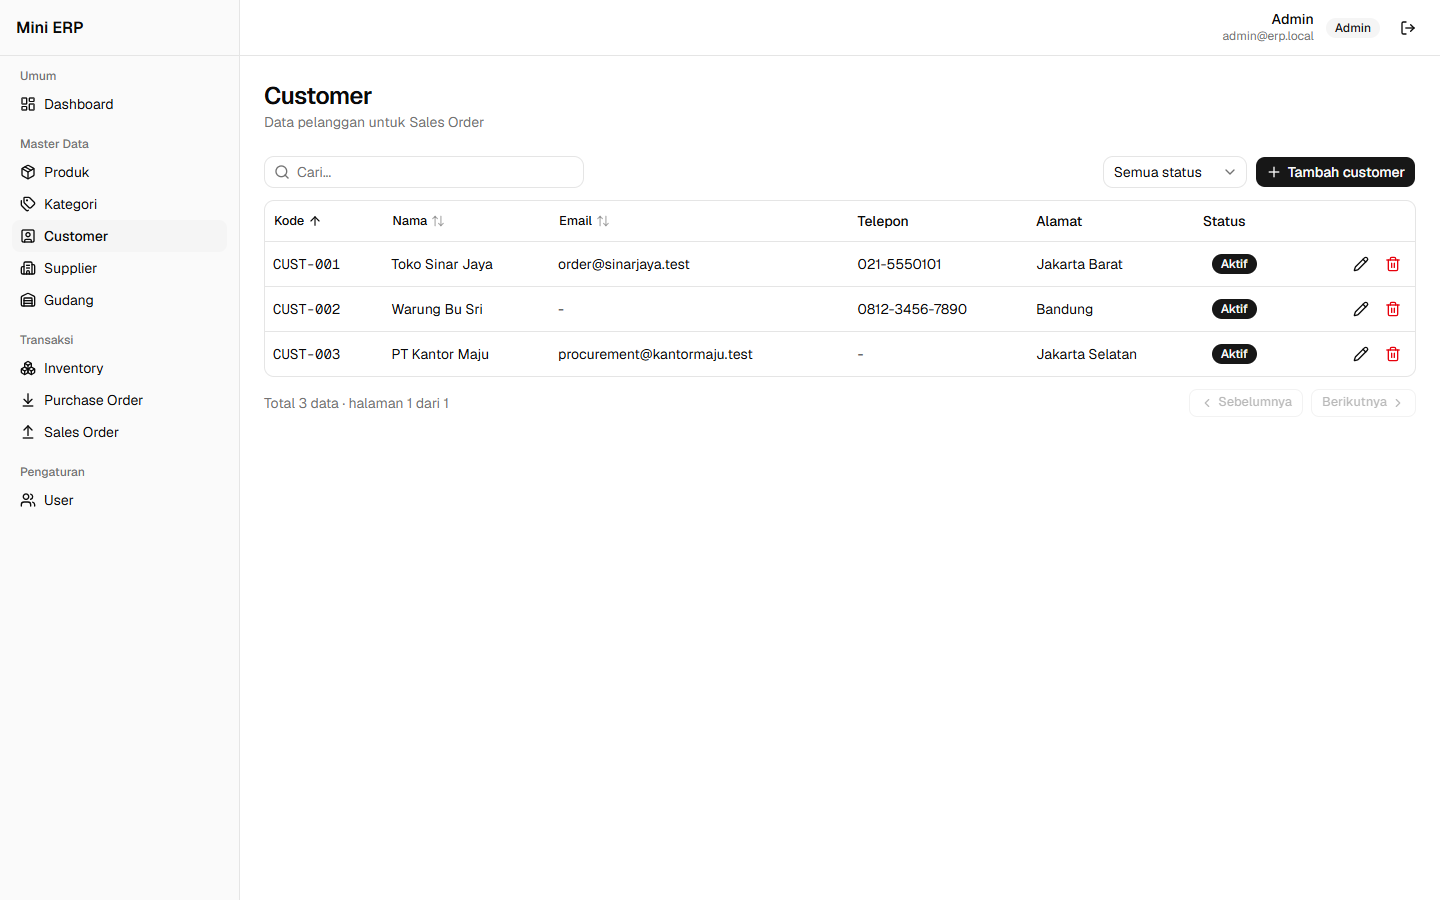 Mini ERP
Admin
admin@erp.local
Admin
Umum
Dashboard
Master Data
Produk
Kategori
Customer
Supplier
Gudang
Transaksi
Inventory
Purchase Order
Sales Order
Pengaturan
User
Customer
Data pelanggan untuk Sales Order
Cari...
Semua status
Tambah customer
Kode Nama Email Telepon Alamat Status
CUST-001 Toko Sinar Jaya order@sinarjaya.test 021-5550101 Jakarta Barat Aktif
CUST-002 Warung Bu Sri - 0812-3456-7890 Bandung Aktif
CUST-003 PT Kantor Maju procurement@kantormaju.test - Jakarta Selatan Aktif
Total 3 data · halaman 1 dari 1
Sebelumnya
Berikutnya